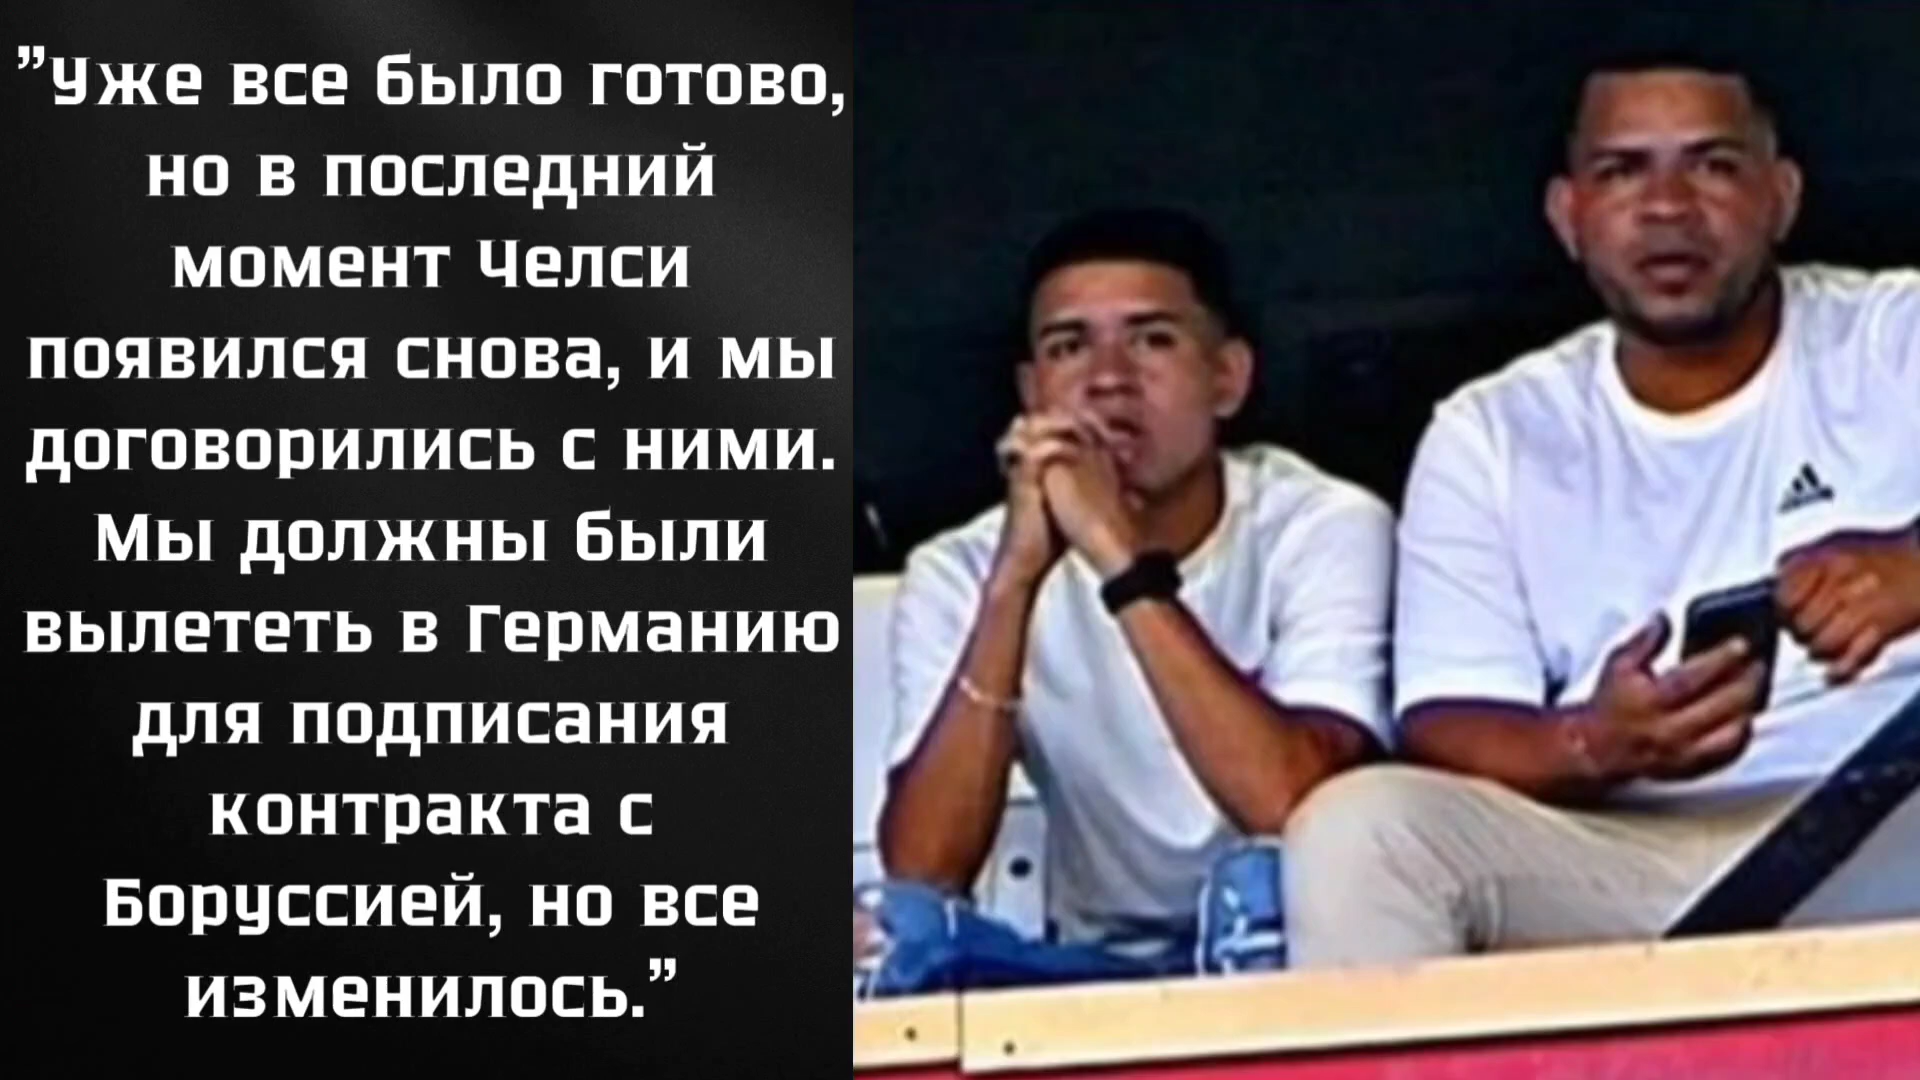 "Уже все было готово,
но в последний
момент Челси
появился снова, и мы
договорились с ними.
Мы должны были
вылететь в Германию
для подписания
контракта с
Боруссией, но все
изменилось."